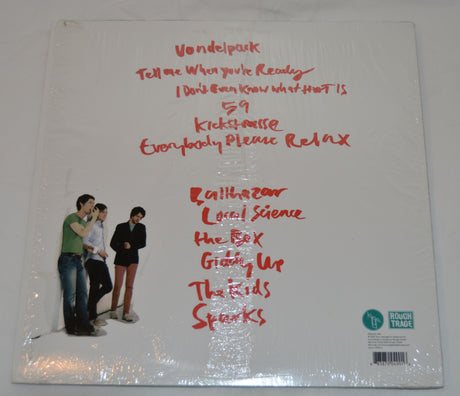 Vondelpark
Tell me When you're Ready
I Don't Even Know what that Is
59
Kickstrasse
Everybody Please Relax
Balthazar
Local Science
the Box
Giddy Up
The Kids
Sparks
ROUGH
TRADE